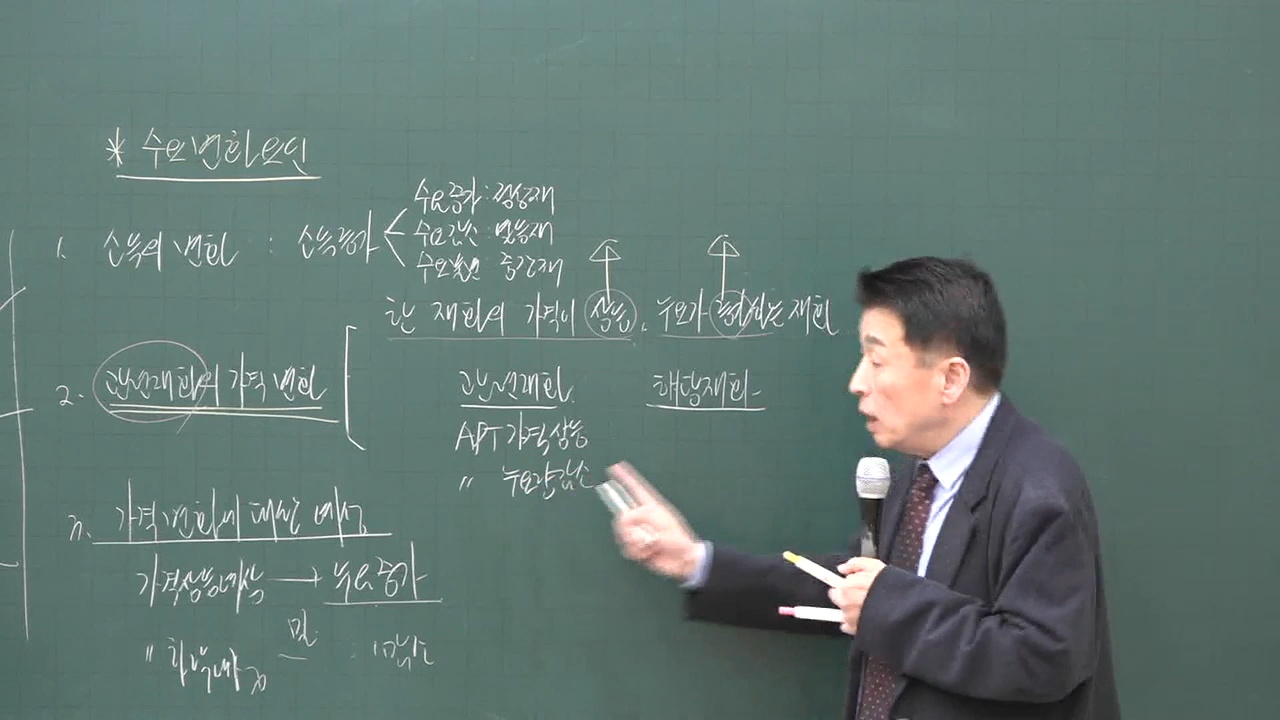 * 수요변화요인
1. 소득의 변화 : 소득증가
수요증가 : 정상재
수요감소 : 열등재
수요불변 중간재
한 재화의 가격이 상승, 수요가 증가하는 재화
2. 관련재화의 가격변화
관련재화 해당재화
APT 가격상승
" 수요량감소
3. 가격변화에 대한 예상
가격상승예상 → 수요증가
"